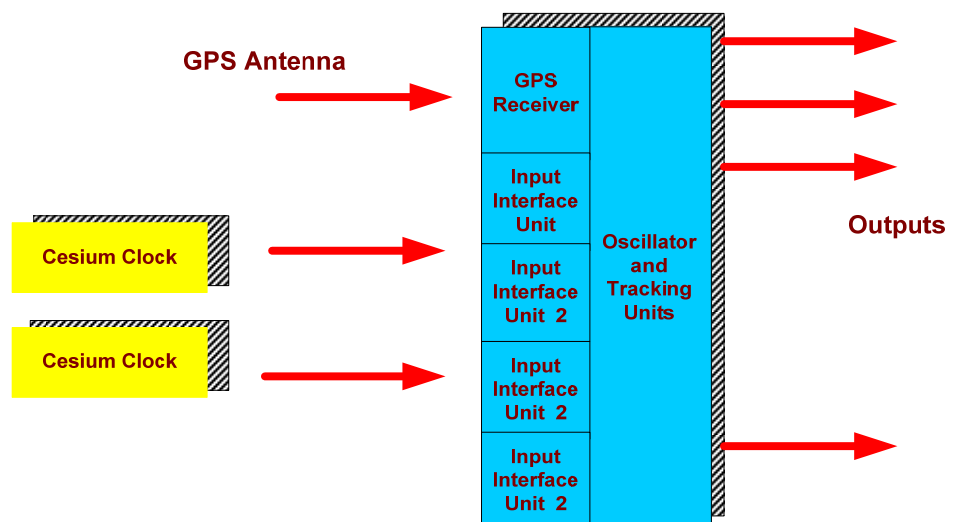 GPS Antenna
GPS
Receiver
Input
Interface
Unit
Cesium Clock
Input
Interface
Unit 2
Cesium Clock
Input
Interface
Unit 2
Input
Interface
Unit 2
Oscillator
and
Tracking
Units
Outputs